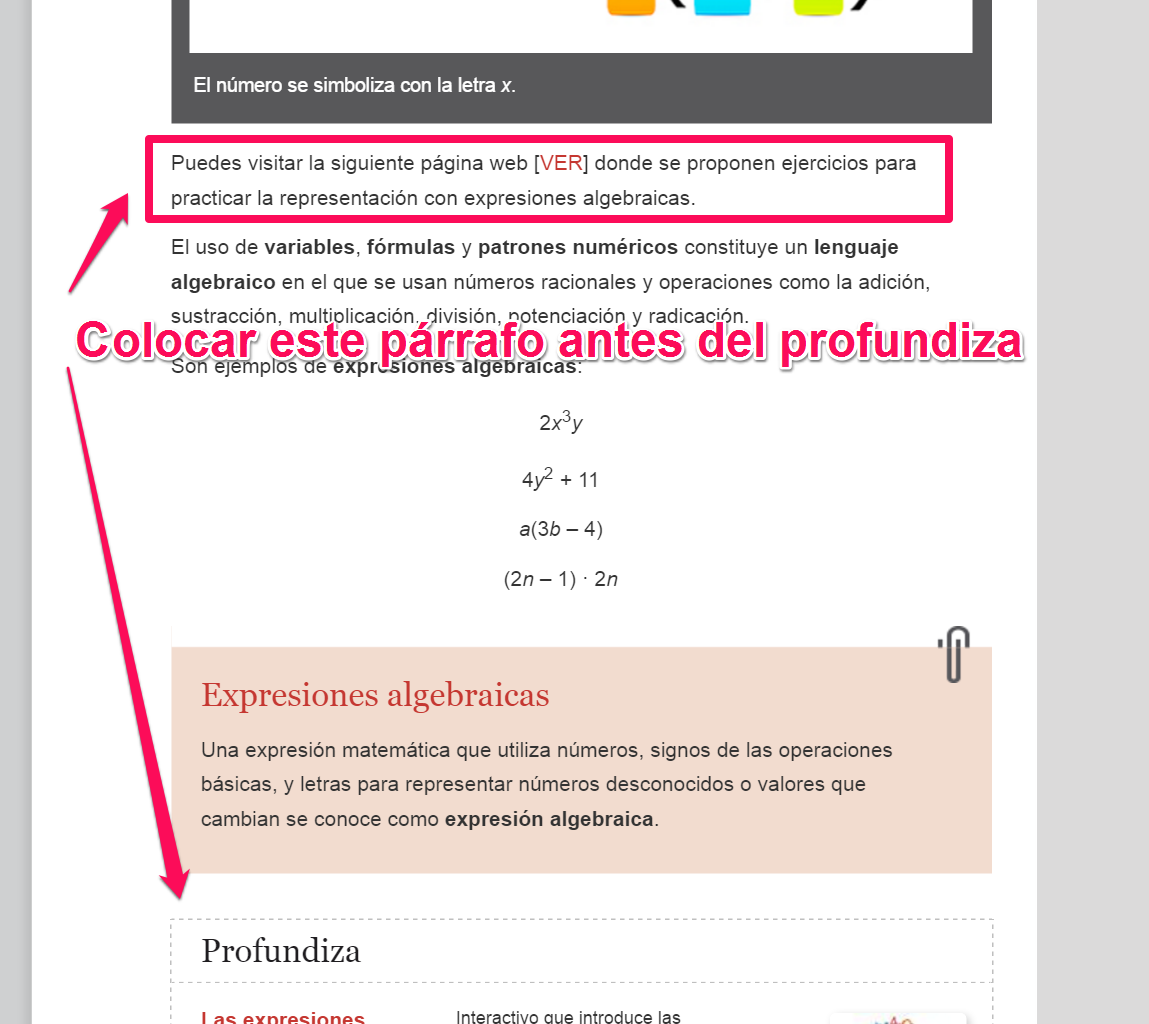 El número se simboliza con la letra x.
Puedes visitar la siguiente página web [VER] donde se proponen ejercicios para
practicar la representación con expresiones algebraicas.
El uso de variables, fórmulas y patrones numéricos constituye un lenguaje
algebraico en el que se usan números racionales y operaciones como la adición,
sustracción, multiplicación, división, potenciación y radicación.
Colocar este párrafo antes del profundiza
Son ejemplos de expresiones algebraicas:
2x³y
4y² + 11
a(3b – 4)
(2n – 1) · 2n
Expresiones algebraicas
Una expresión matemática que utiliza números, signos de las operaciones
básicas, y letras para representar números desconocidos o valores que
cambian se conoce como expresión algebraica.
Profundiza
Las expresiones
Interactivo que introduce las